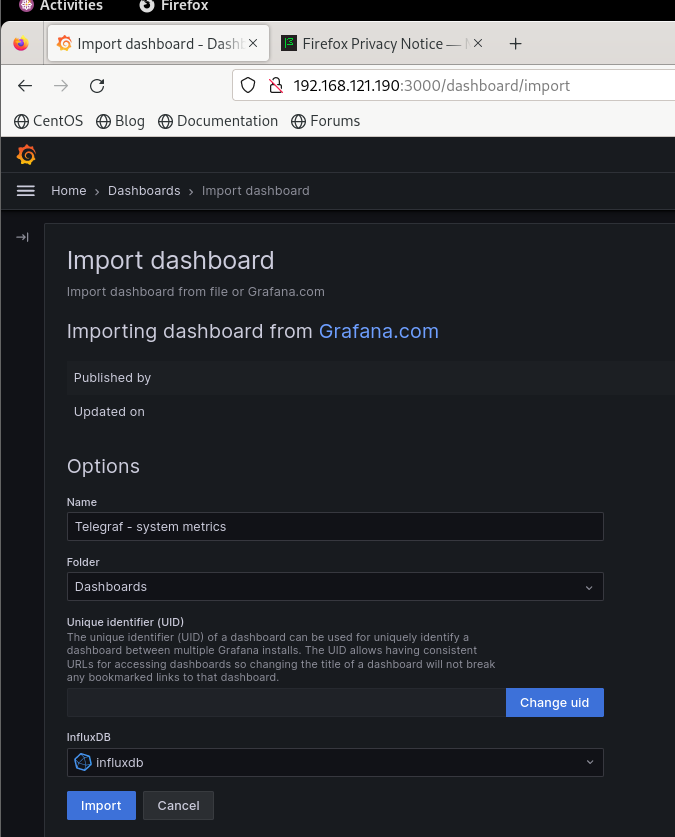 Activities Firefox
Import dashboard - Dash
Firefox Privacy Notice —
192.168.121.190:3000/dashboard/import
CentOS Blog Documentation Forums
Home › Dashboards › Import dashboard
Import dashboard
Import dashboard from file or Grafana.com
Importing dashboard from Grafana.com
Published by
Updated on
Options
Name
Telegraf - system metrics
Folder
Dashboards
Unique identifier (UID)
The unique identifier (UID) of a dashboard can be used for uniquely identify a
dashboard between multiple Grafana installs. The UID allows having consistent
URLs for accessing dashboards so changing the title of a dashboard will not break
any bookmarked links to that dashboard.
Change uid
InfluxDB
influxdb
Import Cancel